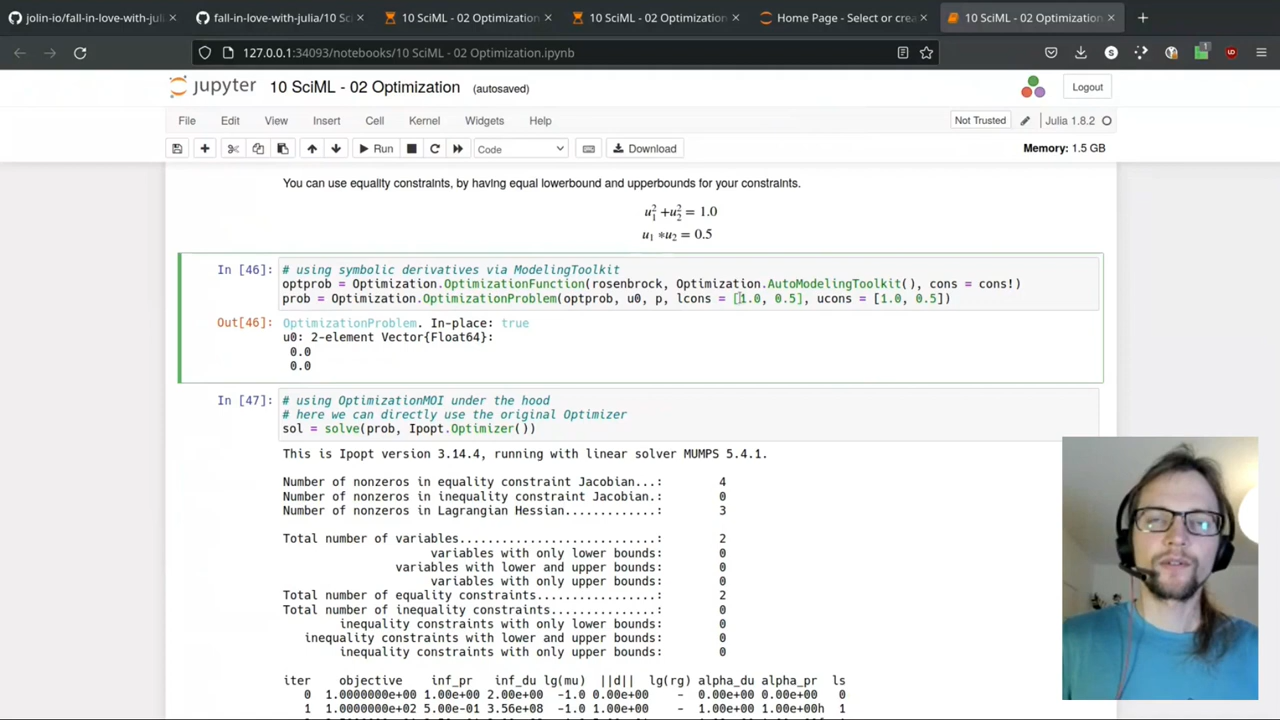 jolin-io/fall-in-love-with-juli
fall-in-love-with-julia/10 Sci
10 SciML - 02 Optimization
10 SciML - 02 Optimization
Home Page - Select or crea
10 SciML - 02 Optimization
127.0.0.1:34093/notebooks/10 SciML - 02 Optimization.ipynb
jupyter 10 SciML - 02 Optimization (autosaved)
Logout
File Edit View Insert Cell Kernel Widgets Help
Not Trusted
Julia 1.8.2
Run
Code
Download
Memory: 1.5 GB
You can use equality constraints, by having equal lowerbound and upperbounds for your constraints.
u₁² +u₂² = 1.0
u₁ *u₂ = 0.5
In [46]: # using symbolic derivatives via ModelingToolkit
optprob = Optimization.OptimizationFunction(rosenbrock, Optimization.AutoModelingToolkit(), cons = cons!)
prob = Optimization.OptimizationProblem(optprob, u0, p, lcons = [1.0, 0.5], ucons = [1.0, 0.5])
Out[46]: OptimizationProblem. In-place: true
u0: 2-element Vector{Float64}:
0.0
0.0
In [47]: # using OptimizationMOI under the hood
# here we can directly use the original Optimizer
sol = solve(prob, Ipopt.Optimizer())
This is Ipopt version 3.14.4, running with linear solver MUMPS 5.4.1.
Number of nonzeros in equality constraint Jacobian...: 4
Number of nonzeros in inequality constraint Jacobian.: 0
Number of nonzeros in Lagrangian Hessian.............: 3
Total number of variables............................: 2
variables with only lower bounds: 0
variables with lower and upper bounds: 0
variables with only upper bounds: 0
Total number of equality constraints.................: 2
Total number of inequality constraints...............: 0
inequality constraints with only lower bounds: 0
inequality constraints with lower and upper bounds: 0
inequality constraints with only upper bounds: 0
iter objective inf_pr inf_du lg(mu) ||d|| lg(rg) alpha_du alpha_pr ls
0 1.0000000e+00 1.00e+00 2.00e+00 -1.0 0.00e+00 - 0.00e+00 0.00e+00 0
1 1.0000000e+02 5.00e-01 3.56e+08 -1.0 1.00e+00 - 1.00e+00 1.00e+00h 1